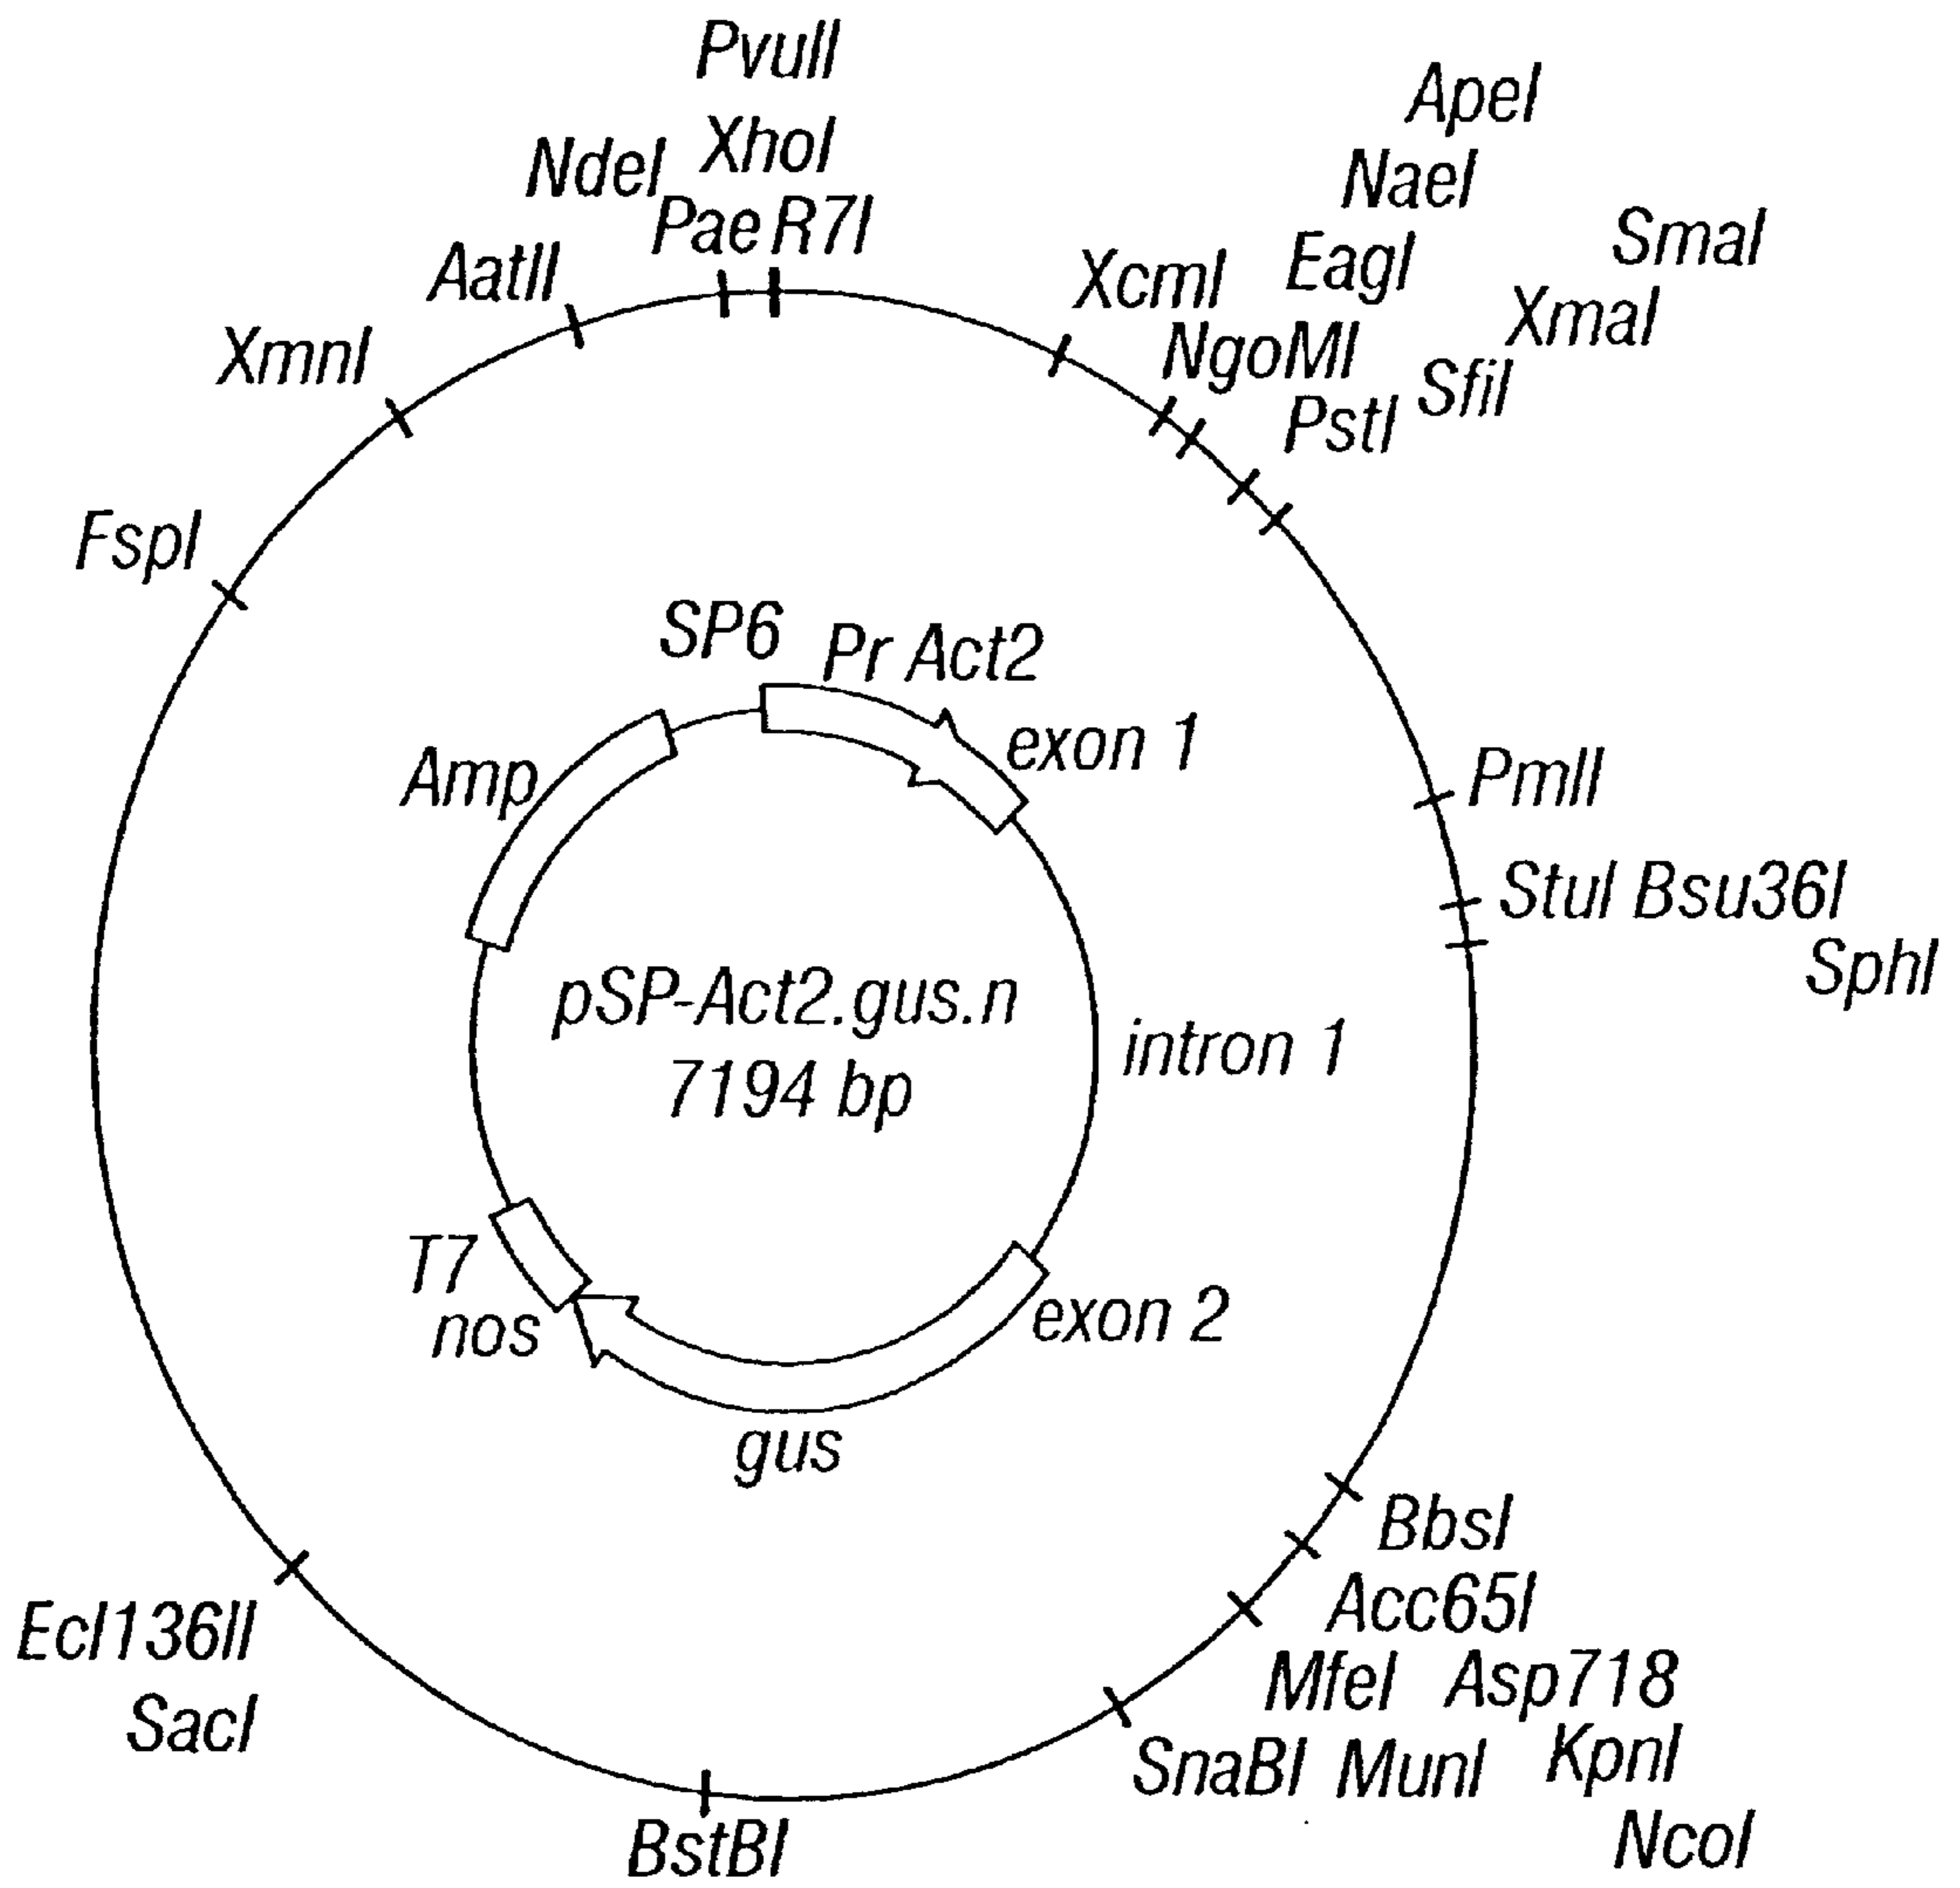 PvuII
XhoI
NdeI
PaeR7I
AatII
XmnI
FspI
ApeI
NaeI
EagI
XcmI
NgoMI
PstI
SmaI
XmaI
SfiI
PmlI
StuI Bsu36I
SphI
SP6
Pr Act2
exon 1
Amp
pSP-Act2.gus.n
7194 bp
intron 1
T7
nos
exon 2
gus
BbsI
Acc65I
MfeI Asp718
SnaBI MunI KpnI
NcoI
BstBI
Ecl136II
SacI